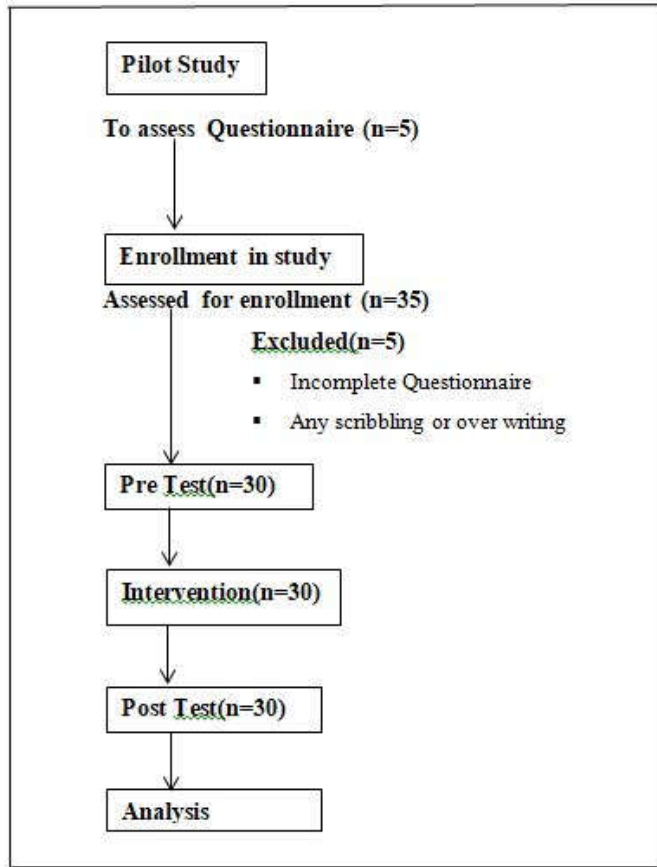 Pilot Study
To assess Questionnaire (n=5)
Enrollment in study
Assessed for enrollment (n=35)
Excluded(n=5)
▪ Incomplete Questionnaire
▪ Any scribbling or over writing
Pre Test(n=30)
Intervention(n=30)
Post Test(n=30)
Analysis